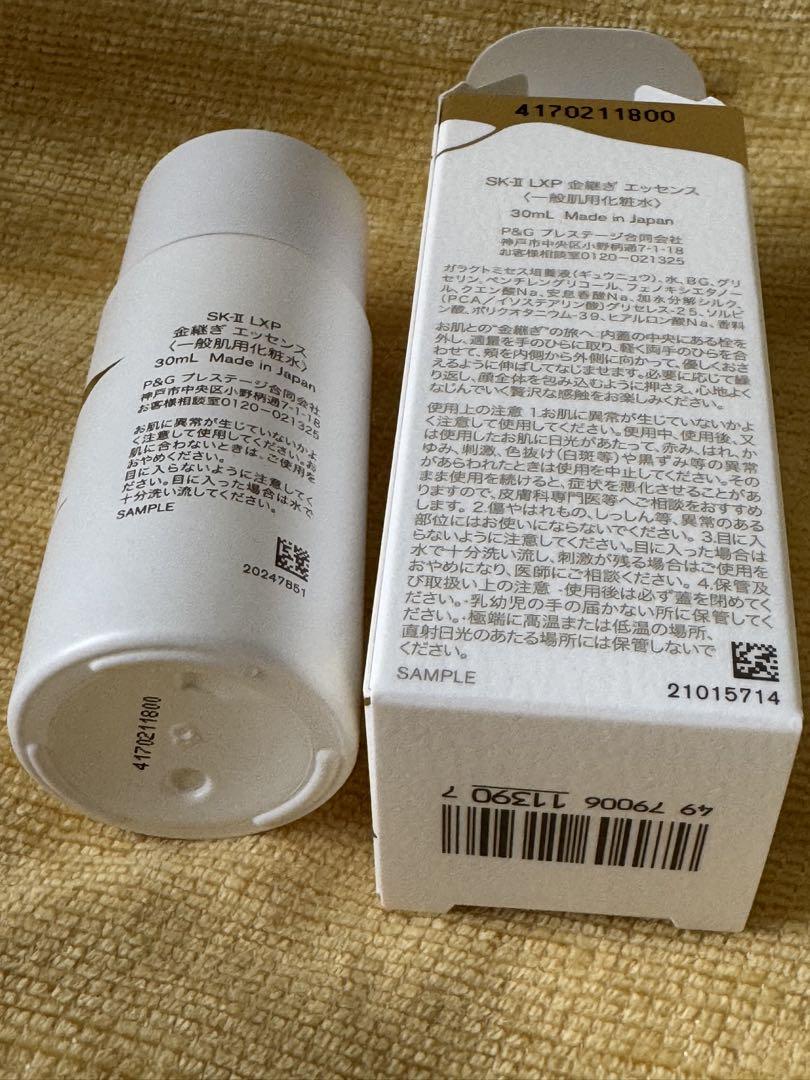 SK-II LXP
金継ぎ エッセンス
〈一般肌用化粧水〉
30mL Made in Japan
P&G プレステージ合同会社
神戸市中央区小野柄通7-1-18
お客様相談室0120-021325
お肌に異常が生じていないかよ
く注意して使用してください。お
肌に合わないときは、ご使用を
おやめください。
目に入らないように注意してく
ださい。目に入った場合は水で
十分洗い流してください。
SAMPLE
20247851
4170211800
4170211800
SK-II LXP 金継ぎ エッセンス
〈一般肌用化粧水〉
30mL Made in Japan
P&G プレステージ合同会社
神戸市中央区小野柄通7-1-18
お客様相談室0120-021325
ガラクトミセス培養液(ギュウニュウ)、水、BG、グリ
セリン、ペンチレングリコール、フェノキシエタノー
ル、クエン酸Na、安息香酸Na、加水分解シルク、
(PCA/イソステアリン酸)グリセレス-25、ソルビ
ン酸、ポリクオタニウム-39、ヒアルロン酸Na、香料
お肌との“金継ぎ”の旅へ 内蓋の中央にある栓を
外し、適量を手のひらに取り、軽く両手のひらを合
わせて、頬を内側から外側に向かって、優しくおさ
えるように伸ばしてなじませます。必要に応じて繰
り返し、顔全体を包み込むように押さえ、心地よく
なじんでいく贅沢な感触をお楽しみください。
使用上の注意 1.お肌に異常が生じていないかよ
く注意して使用してください。使用中、使用後、又
は使用したお肌に日光があたって、赤み、はれ、か
ゆみ、刺激、色抜け(白斑等)や黒ずみ等の異常
があらわれたときは使用を中止してください。その
まま使用を続けると、症状を悪化させることがあ
りますので、皮膚科専門医等へご相談をおすすめ
します。 2.傷やはれもの、しっしん等、異常のある
部位にはお使いにならないでください。 3.目に入
らないように注意してください。目に入った場合は
水で十分洗い流し、刺激が残る場合はご使用を
おやめになり、医師にご相談ください。 4.保管及
び取扱い上の注意 ・使用後は必ず蓋を閉めてく
ださい。・乳幼児の手の届かない所に保管してく
ださい。・極端に高温または低温の場所、
直射日光のあたる場所には保管しないで
ください。
SAMPLE
21015714
49 79006 11390 7